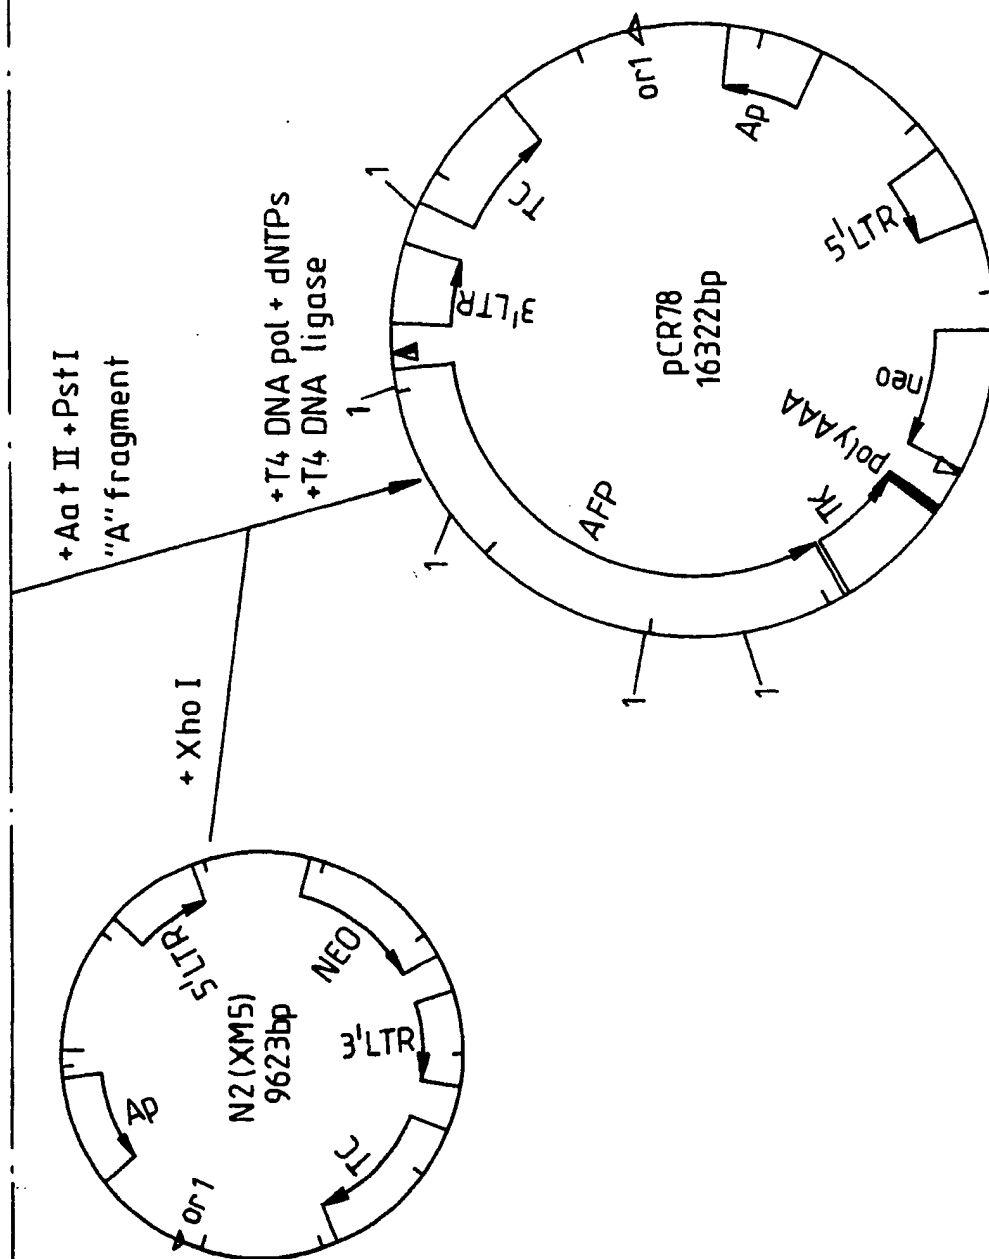 +Aat II +Pst I
"A" fragment
+ Xho I
+T4 DNA pol + dNTPs
+T4 DNA ligase
N2 (XM5)
9623bp
5'LTR
NEO
3'LTR
TC
or1
AP
pCR78
16322bp
or1
Ap
5'LTR
neo
polyAAA
TK
AFP
3'LTR
TC
1
1
1
1
1